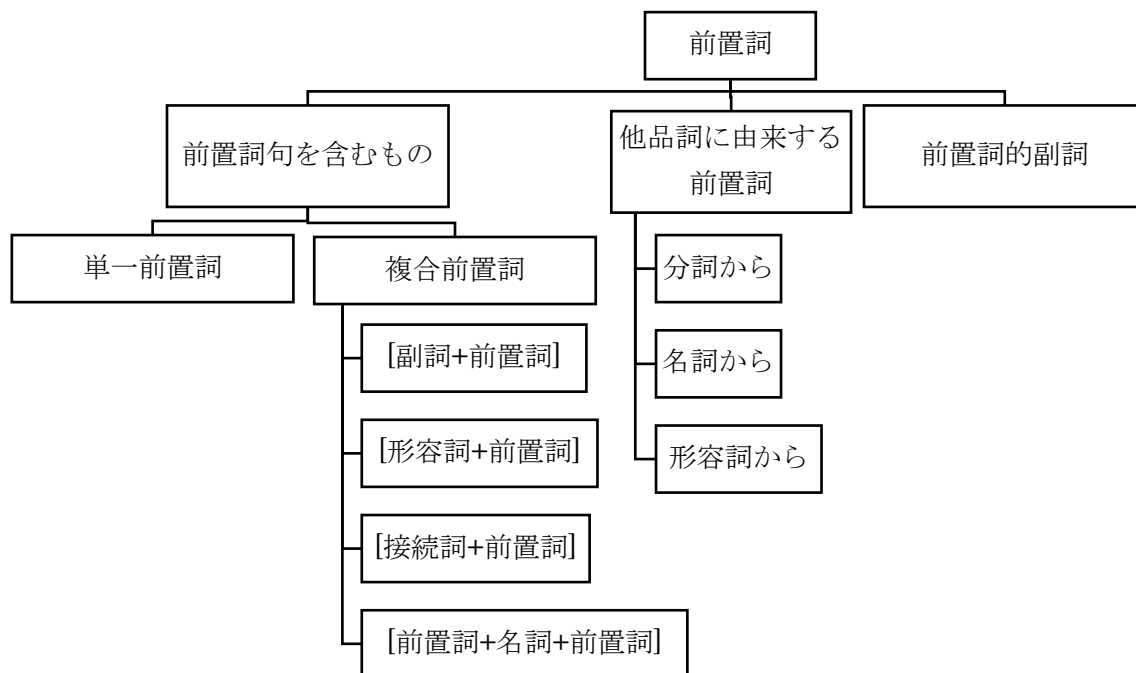 前置詞
前置詞句を含むもの
他品詞に由来する
前置詞
前置詞的副詞
単一前置詞
複合前置詞
[副詞+前置詞]
[形容詞+前置詞]
[接続詞+前置詞]
[前置詞+名詞+前置詞]
分詞から
名詞から
形容詞から